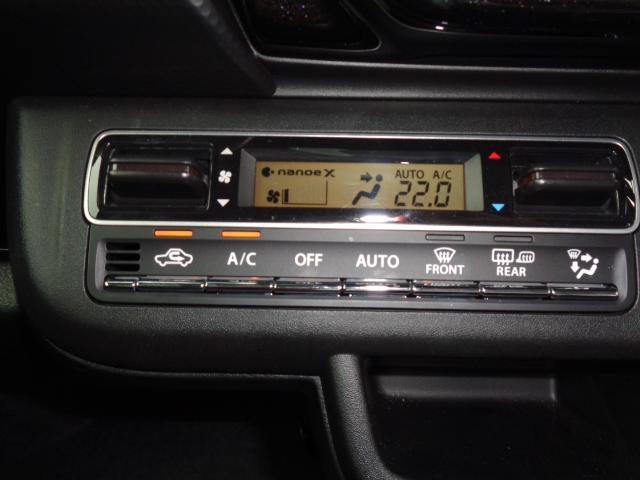 nanoeX
AUTO A/C
22.0
A/C OFF AUTO FRONT REAR